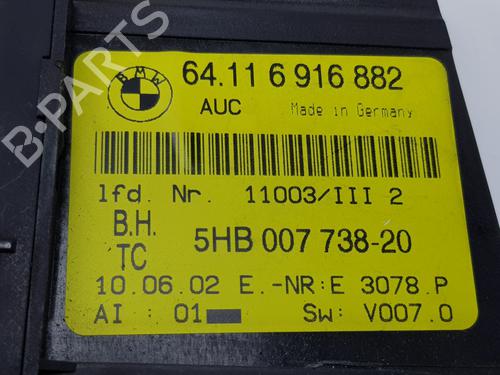 BMW
64.11 6 916 882
AUC Made in Germany
lfd. Nr. 11003/III 2
B.H.
TC 5HB 007 738-20
10.06.02 E.-NR:E 3078.P
AI : 01 Sw: V007.0
B-PARTS